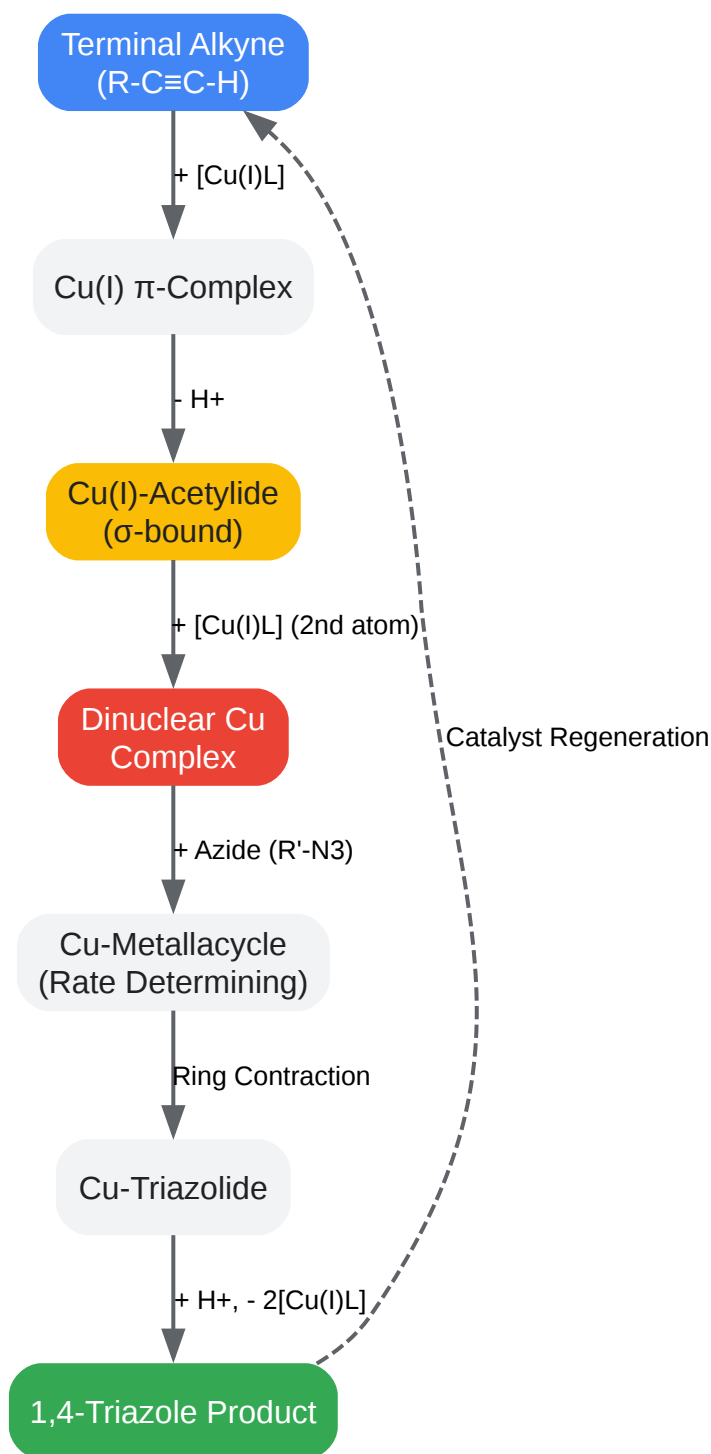 Terminal Alkyne
(R-C≡C-H)
+ [Cu(I)L]
Cu(I) π-Complex
- H+
Cu(I)-Acetylide
(σ-bound)
+ [Cu(I)L] (2nd atom)
Dinuclear Cu
Complex
Catalyst Regeneration
+ Azide (R'-N3)
Cu-Metallacycle
(Rate Determining)
Ring Contraction
Cu-Triazolide
+ H+, - 2[Cu(I)L]
1,4-Triazole Product